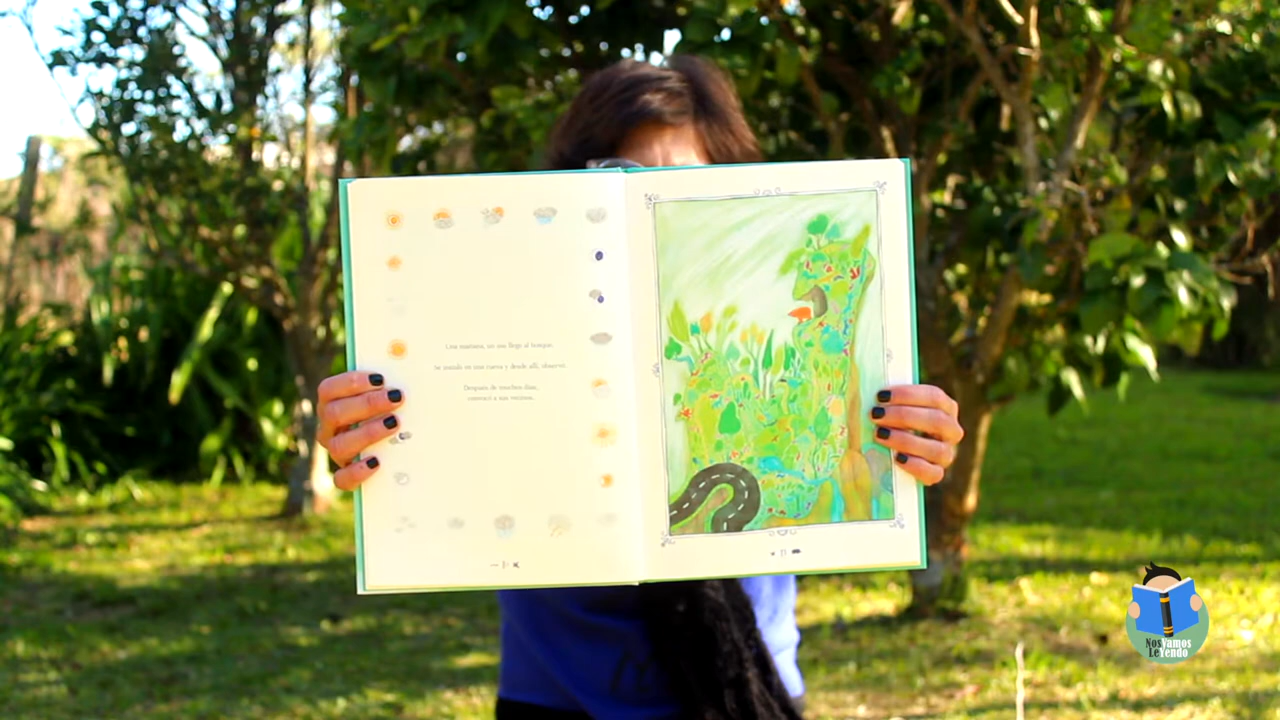 Una mañana, un oso llegó al bosque.
Se instaló en una cueva y desde allí, observó.
Después de muchos días,
convocó a sus vecinos.
Nos Vamos
LeYendo